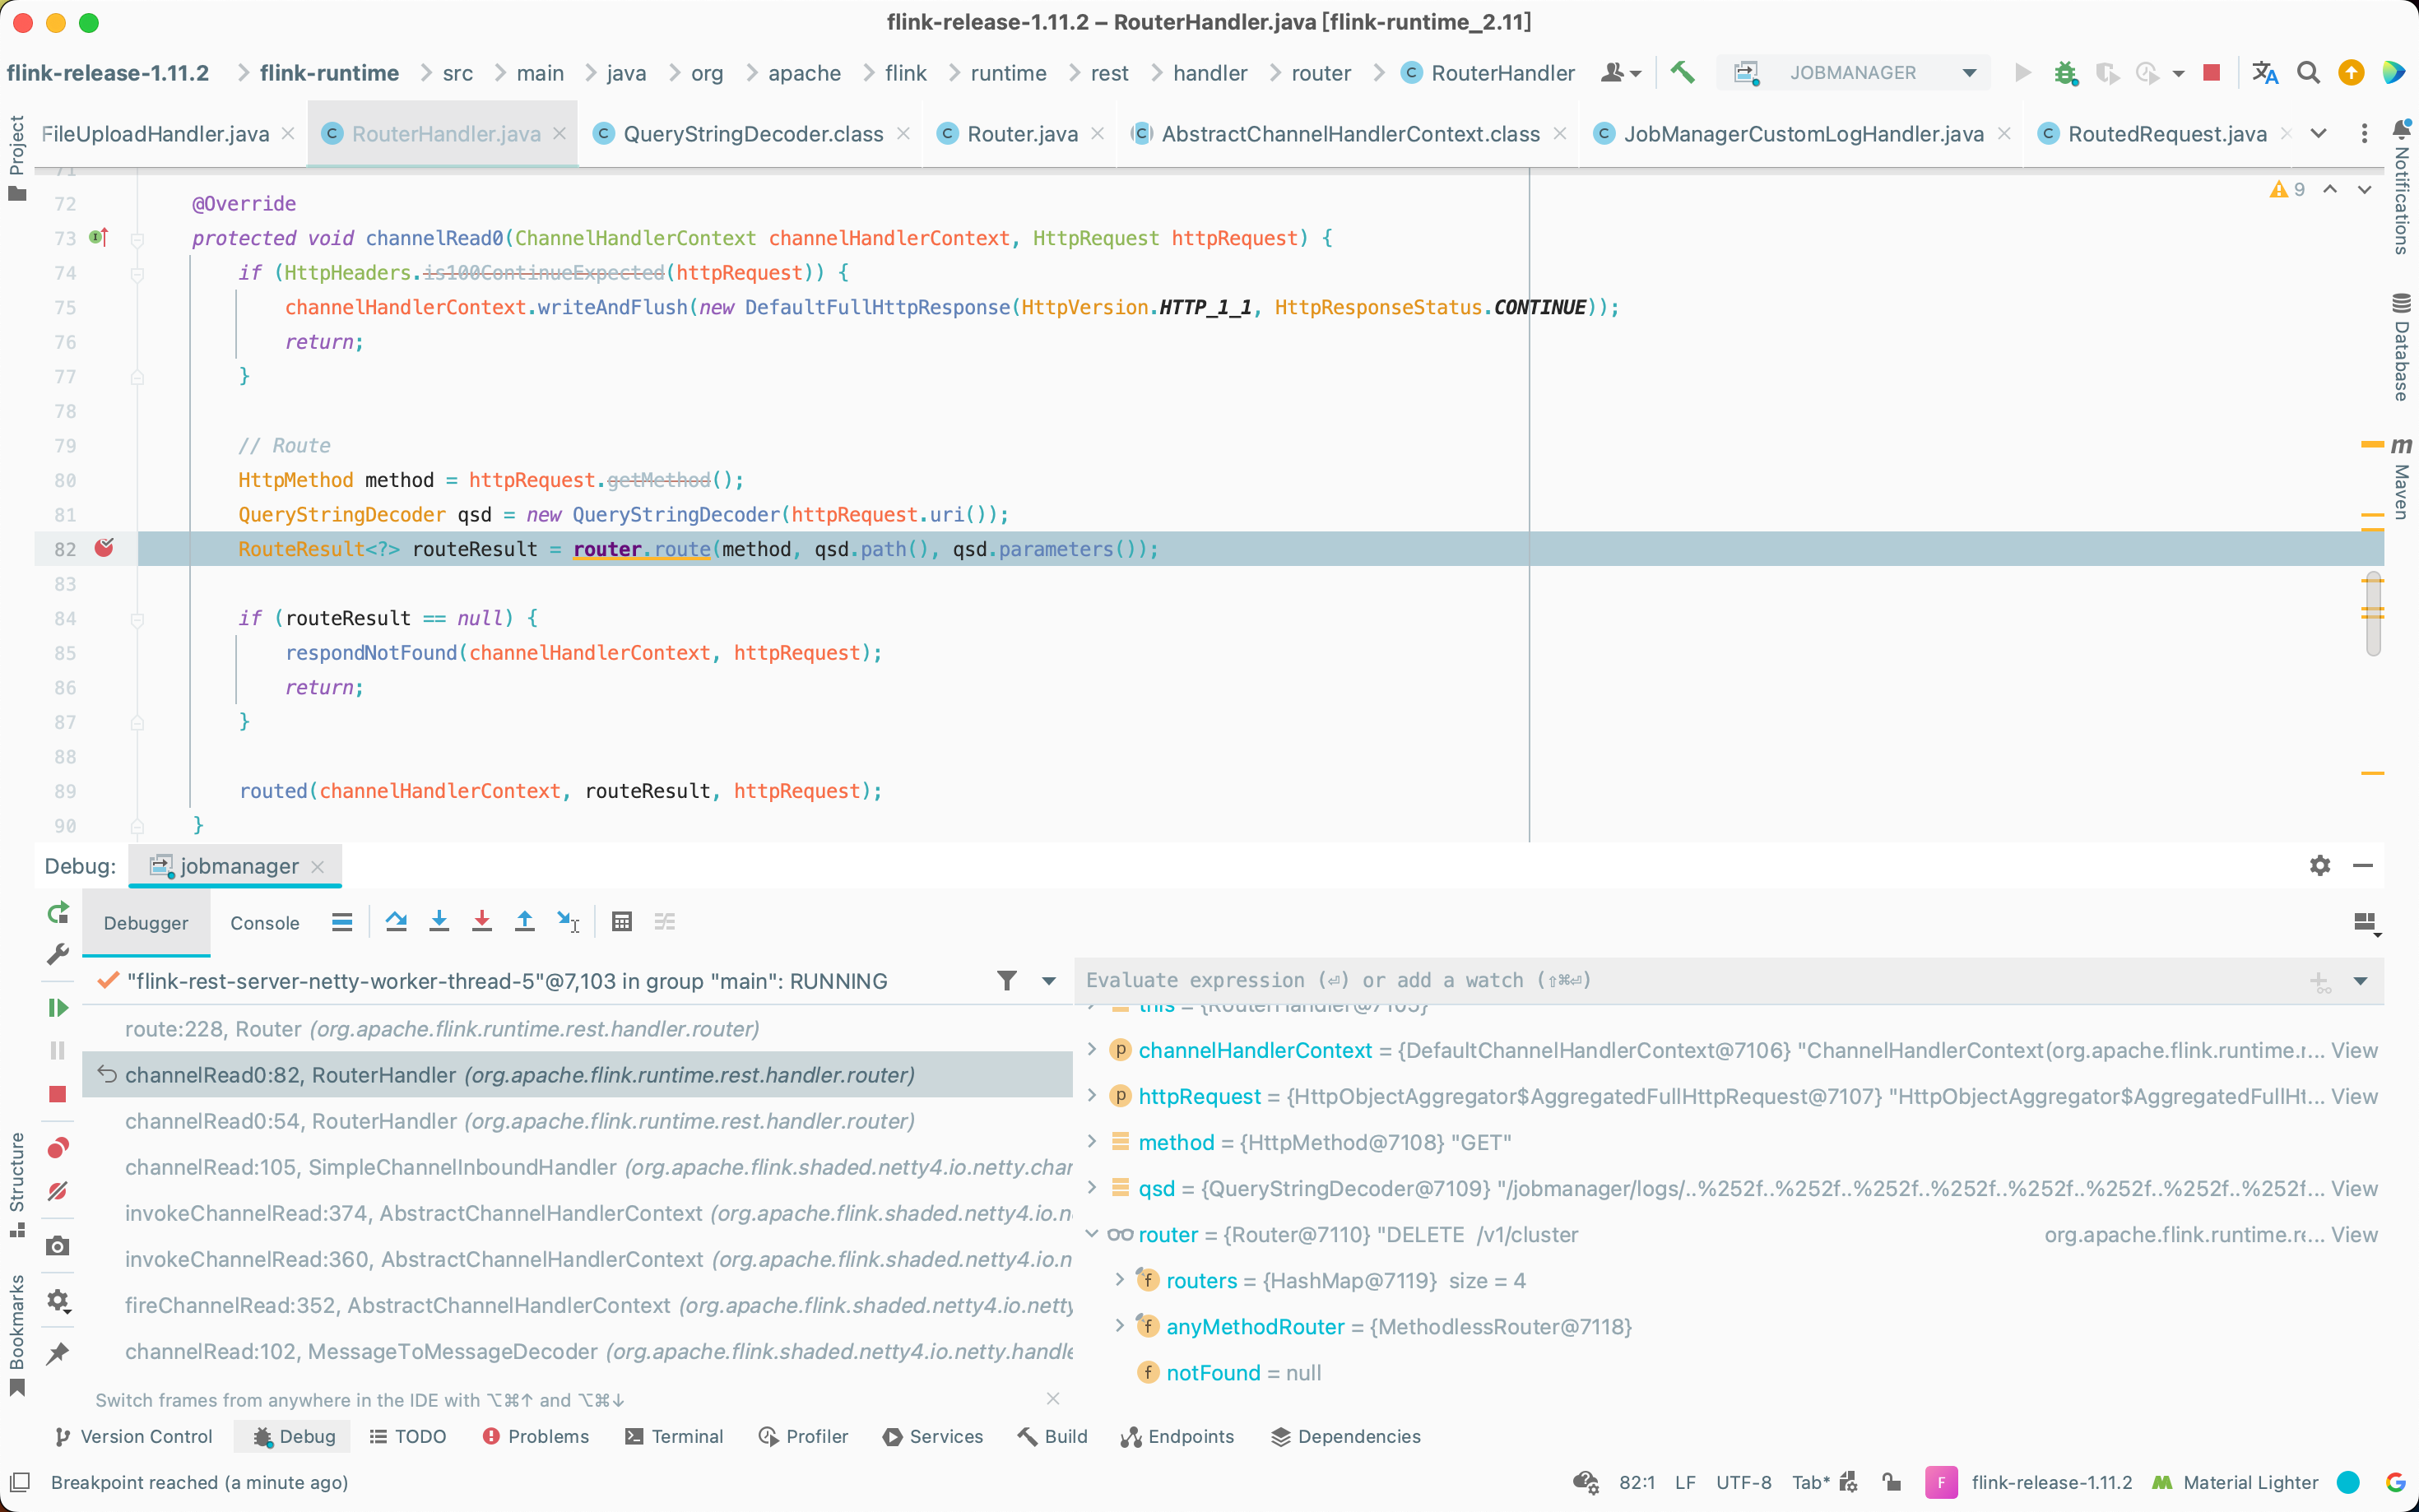 flink-release-1.11.2 – RouterHandler.java [flink-runtime_2.11]
flink-release-1.11.2 flink-runtime src main java org apache flink runtime rest handler router C RouterHandler JOBMANAGER
FileUploadHandler.java C RouterHandler.java C QueryStringDecoder.class C Router.java C AbstractChannelHandlerContext.class C JobManagerCustomLogHandler.java C RoutedRequest.java
Project
Structure
Bookmarks
Notifications
Database
m Maven
9
71
72 @Override
73 protected void channelRead0(ChannelHandlerContext channelHandlerContext, HttpRequest httpRequest) {
74 if (HttpHeaders.is100ContinueExpected(httpRequest)) {
75 channelHandlerContext.writeAndFlush(new DefaultFullHttpResponse(HttpVersion.HTTP_1_1, HttpResponseStatus.CONTINUE));
76 return;
77 }
78
79 // Route
80 HttpMethod method = httpRequest.getMethod();
81 QueryStringDecoder qsd = new QueryStringDecoder(httpRequest.uri());
82 RouteResult<?> routeResult = router.route(method, qsd.path(), qsd.parameters());
83
84 if (routeResult == null) {
85 respondNotFound(channelHandlerContext, httpRequest);
86 return;
87 }
88
89 routed(channelHandlerContext, routeResult, httpRequest);
90 }
Debug: jobmanager
Debugger Console
"flink-rest-server-netty-worker-thread-5"@7,103 in group "main": RUNNING
route:228, Router (org.apache.flink.runtime.rest.handler.router)
channelRead0:82, RouterHandler (org.apache.flink.runtime.rest.handler.router)
channelRead0:54, RouterHandler (org.apache.flink.runtime.rest.handler.router)
channelRead:105, SimpleChannelInboundHandler (org.apache.flink.shaded.netty4.io.netty.char
invokeChannelRead:374, AbstractChannelHandlerContext (org.apache.flink.shaded.netty4.io.n
invokeChannelRead:360, AbstractChannelHandlerContext (org.apache.flink.shaded.netty4.io.n
fireChannelRead:352, AbstractChannelHandlerContext (org.apache.flink.shaded.netty4.io.netty
channelRead:102, MessageToMessageDecoder (org.apache.flink.shaded.netty4.io.netty.handle
Switch frames from anywhere in the IDE with ⌥⌘↑ and ⌥⌘↓
Evaluate expression (⏎) or add a watch (⇧⌘⏎)
this = {RouterHandler@7105}
p channelHandlerContext = {DefaultChannelHandlerContext@7106} "ChannelHandlerContext(org.apache.flink.runtime.r... View
p httpRequest = {HttpObjectAggregator$AggregatedFullHttpRequest@7107} "HttpObjectAggregator$AggregatedFullHt... View
method = {HttpMethod@7108} "GET"
qsd = {QueryStringDecoder@7109} "/jobmanager/logs/..%252f..%252f..%252f..%252f..%252f..%252f..%252f..%252f... View
router = {Router@7110} "DELETE /v1/cluster org.apache.flink.runtime.re... View
f routers = {HashMap@7119} size = 4
f anyMethodRouter = {MethodlessRouter@7118}
f notFound = null
Version Control Debug TODO Problems Terminal Profiler Services Build Endpoints Dependencies
Breakpoint reached (a minute ago) 82:1 LF UTF-8 Tab* F flink-release-1.11.2 Material Lighter